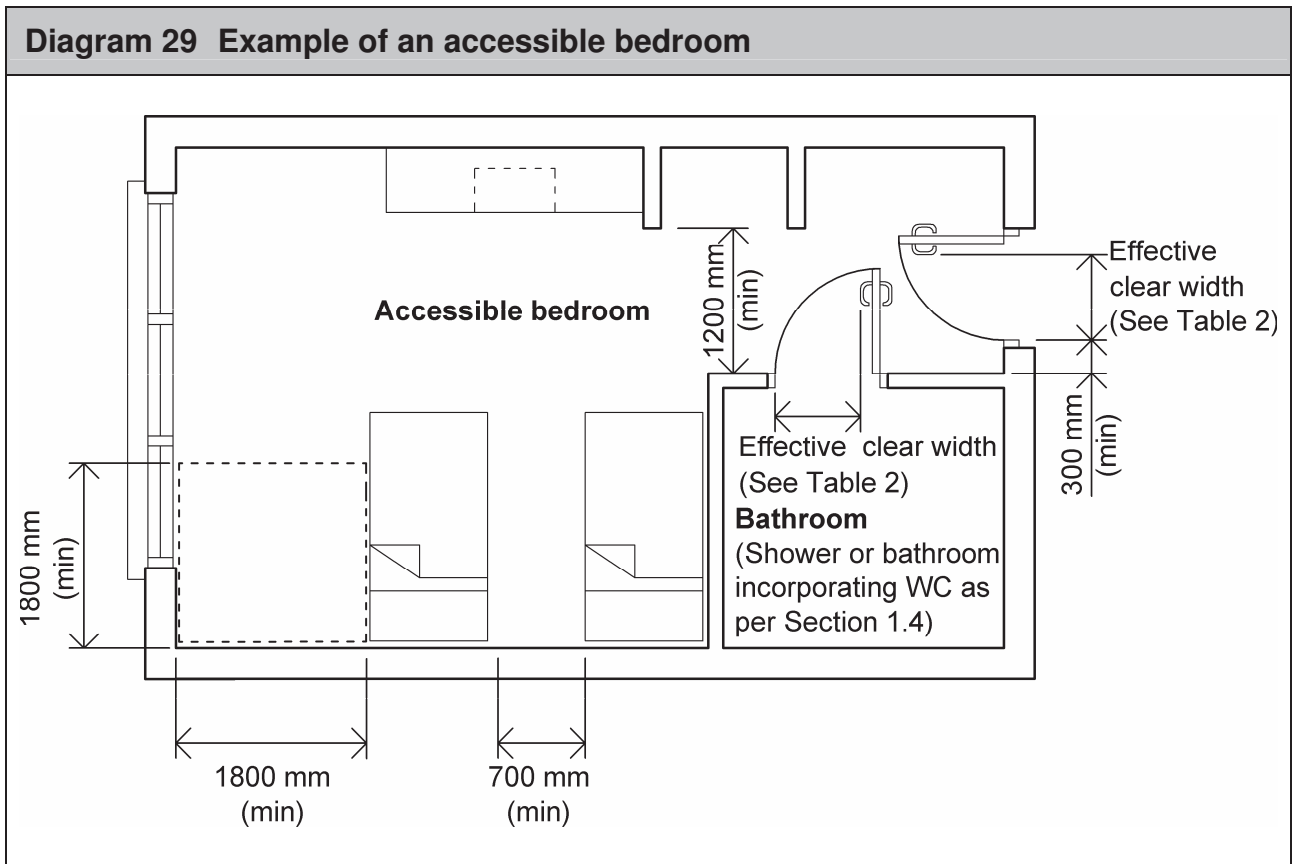 Diagram 29 Example of an accessible bedroom
Effective
clear width
(See Table 2)
1200 mm
(min)
Accessible bedroom
300 mm
(min)
Effective clear width
(See Table 2)
Bathroom
(Shower or bathroom
incorporating WC as
per Section 1.4)
1800 mm
(min)
1800 mm
(min)
700 mm
(min)